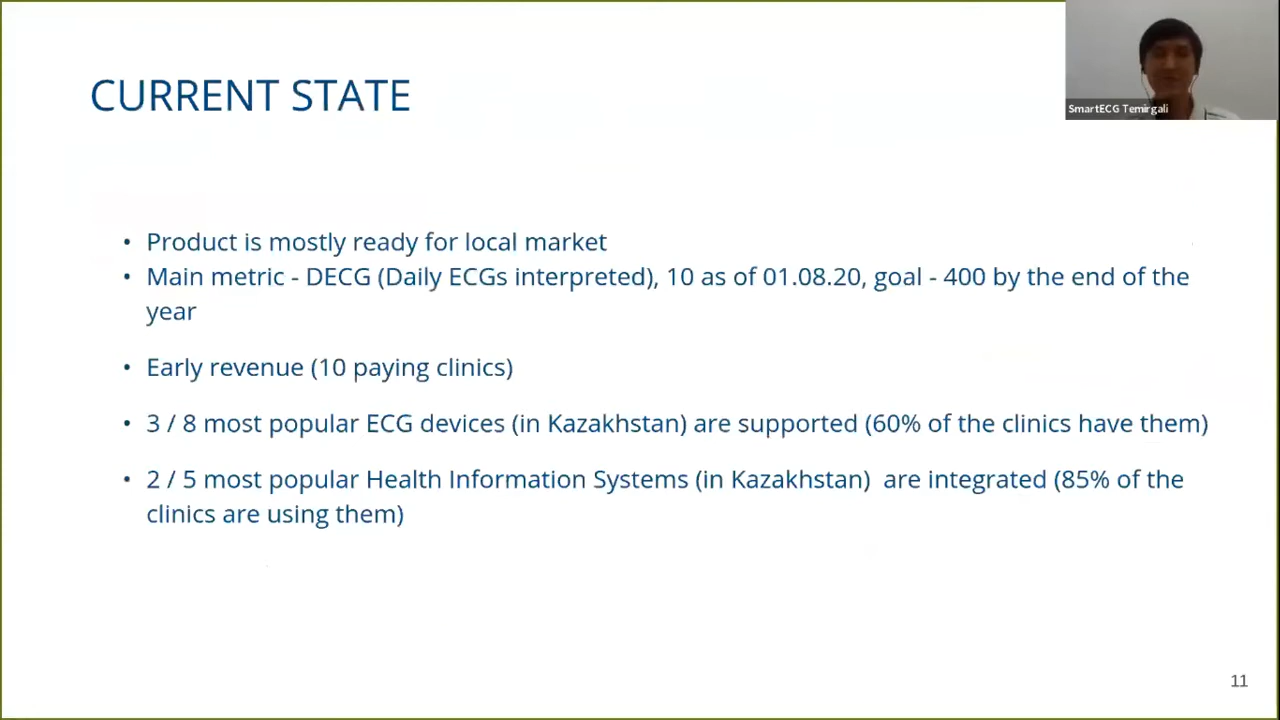 CURRENT STATE
SmartECG Temirgali
• Product is mostly ready for local market
• Main metric - DECG (Daily ECGs interpreted), 10 as of 01.08.20, goal - 400 by the end of the
year
• Early revenue (10 paying clinics)
• 3 / 8 most popular ECG devices (in Kazakhstan) are supported (60% of the clinics have them)
• 2 / 5 most popular Health Information Systems (in Kazakhstan)  are integrated (85% of the
clinics are using them)
11